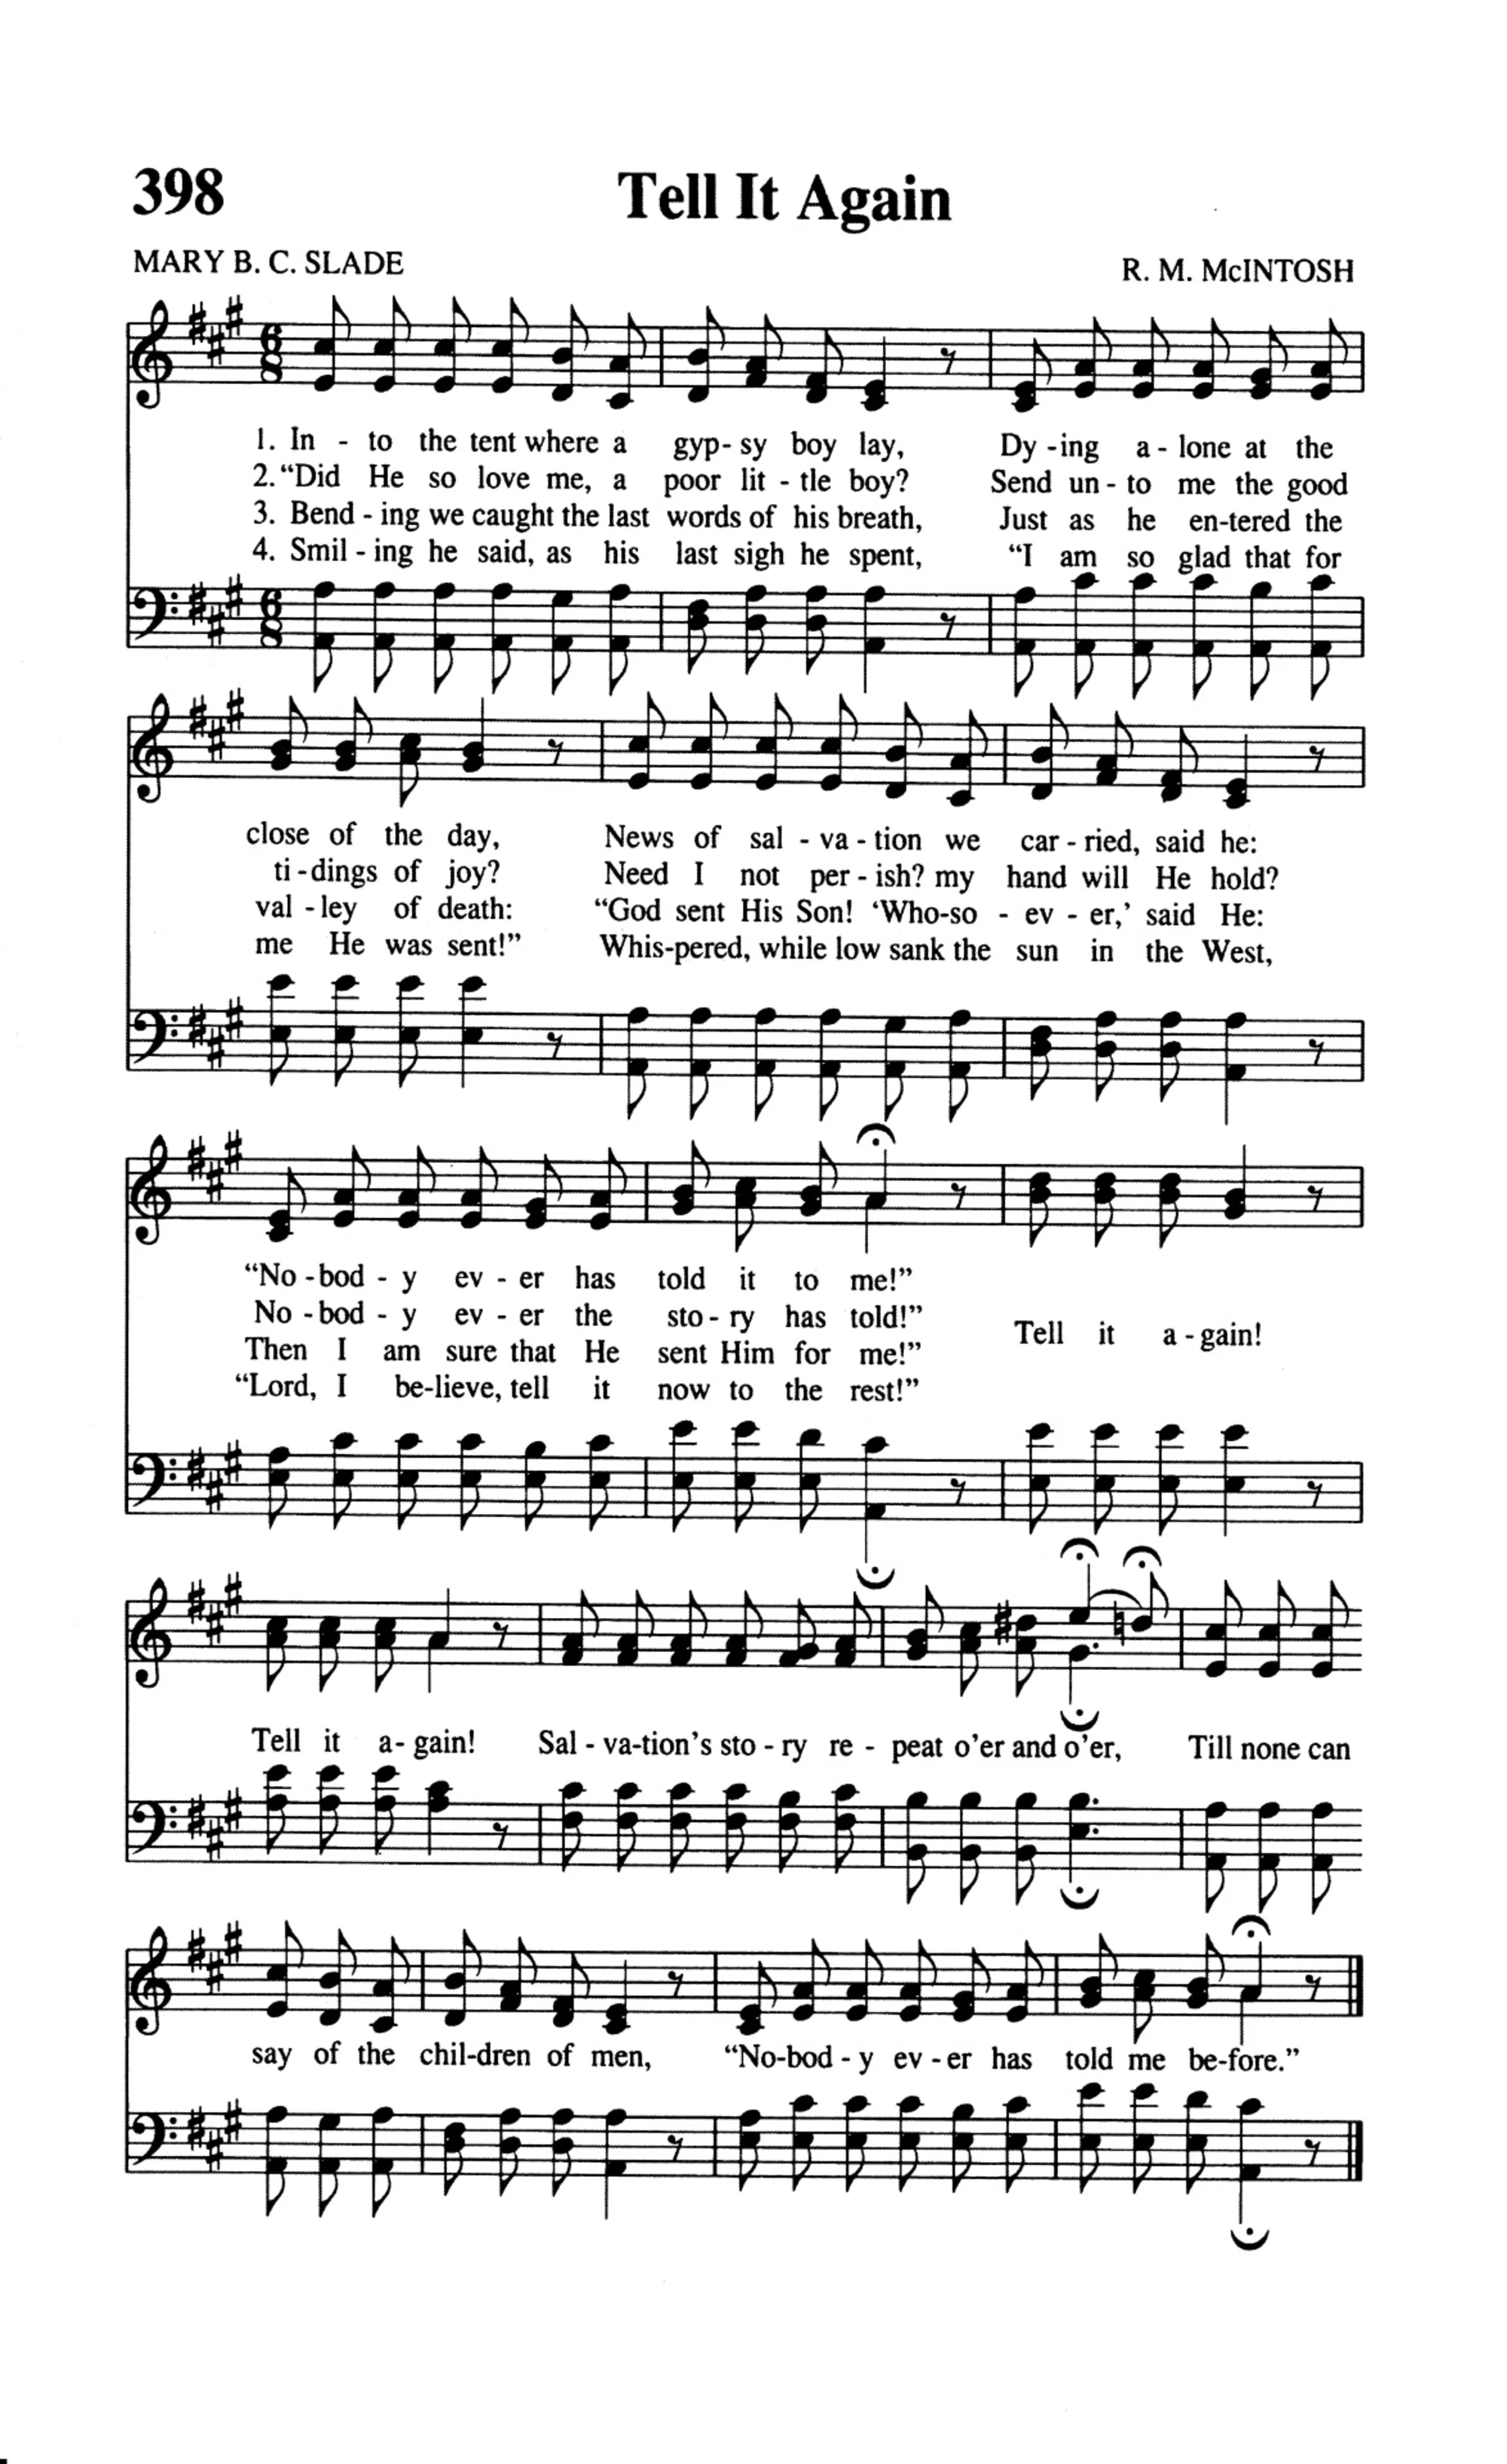 398
Tell It Again
MARY B. C. SLADE
R. M. McINTOSH
1. In - to the tent where a gyp- sy boy lay, Dy -ing a - lone at the
2. “Did He so love me, a poor lit - tle boy? Send un - to me the good
3. Bend - ing we caught the last words of his breath, Just as he en-tered the
4. Smil - ing he said, as his last sigh he spent, “I am so glad that for
close of the day, News of sal - va - tion we car - ried, said he:
ti -dings of joy? Need I not per - ish? my hand will He hold?
val - ley of death: “God sent His Son! ‘Who-so - ev - er,’ said He:
me He was sent!” Whis-pered, while low sank the sun in the West,
“No -bod - y ev - er has told it to me!”
No -bod - y ev - er the sto - ry has told!”
Then I am sure that He sent Him for me!”
“Lord, I be-lieve, tell it now to the rest!”
Tell it a -gain!
Tell it a- gain! Sal - va-tion’s sto - ry re - peat o’er and o’er, Till none can
say of the chil-dren of men, “No-bod - y ev - er has told me be-fore.”